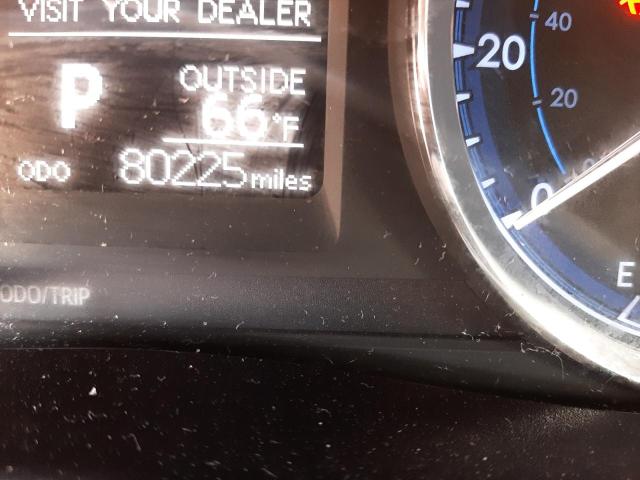 VISIT YOUR DEALER
P
OUTSIDE
66°F
ODO 80225 miles
ODO/TRIP
40
20
20
0
E